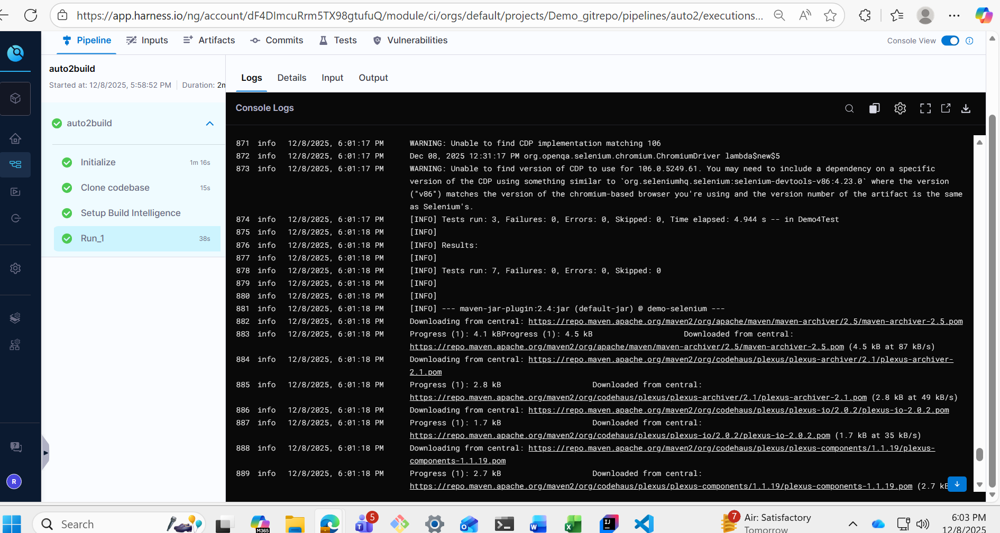 https://app.harness.io/ng/account/dF4DImcuRrm5TX98gtufuQ/module/ci/orgs/default/projects/Demo_gitrepo/pipelines/auto2/executions...
Pipeline Inputs Artifacts Commits Tests Vulnerabilities
Console View
auto2build
Started at: 12/8/2025, 5:58:52 PM Duration: 2m
auto2build
Initialize 1m 16s
Clone codebase 15s
Setup Build Intelligence
Run_1 38s
R
Logs Details Input Output
Console Logs
871 info 12/8/2025, 6:01:17 PM WARNING: Unable to find CDP implementation matching 106
872 info 12/8/2025, 6:01:17 PM Dec 08, 2025 12:31:17 PM org.openqa.selenium.chromium.ChromiumDriver lambda$new$5
873 info 12/8/2025, 6:01:17 PM WARNING: Unable to find version of CDP to use for 106.0.5249.61. You may need to include a dependency on a specific
version of the CDP using something similar to `org.seleniumhq.selenium:selenium-devtools-v86:4.23.0` where the version
("v86") matches the version of the chromium-based browser you're using and the version number of the artifact is the same
as Selenium's.
874 info 12/8/2025, 6:01:17 PM [INFO] Tests run: 3, Failures: 0, Errors: 0, Skipped: 0, Time elapsed: 4.944 s -- in Demo4Test
875 info 12/8/2025, 6:01:18 PM [INFO]
876 info 12/8/2025, 6:01:18 PM [INFO] Results:
877 info 12/8/2025, 6:01:18 PM [INFO]
878 info 12/8/2025, 6:01:18 PM [INFO] Tests run: 7, Failures: 0, Errors: 0, Skipped: 0
879 info 12/8/2025, 6:01:18 PM [INFO]
880 info 12/8/2025, 6:01:18 PM [INFO]
881 info 12/8/2025, 6:01:18 PM [INFO] --- maven-jar-plugin:2.4:jar (default-jar) @ demo-selenium ---
882 info 12/8/2025, 6:01:18 PM Downloading from central: https://repo.maven.apache.org/maven2/org/apache/maven/maven-archiver/2.5/maven-archiver-2.5.pom
883 info 12/8/2025, 6:01:18 PM Progress (1): 4.1 kBProgress (1): 4.5 kB Downloaded from central:
https://repo.maven.apache.org/maven2/org/apache/maven/maven-archiver/2.5/maven-archiver-2.5.pom (4.5 kB at 87 kB/s)
884 info 12/8/2025, 6:01:18 PM Downloading from central: https://repo.maven.apache.org/maven2/org/codehaus/plexus/plexus-archiver/2.1/plexus-archiver-
2.1.pom
885 info 12/8/2025, 6:01:18 PM Progress (1): 2.8 kB Downloaded from central:
https://repo.maven.apache.org/maven2/org/codehaus/plexus/plexus-archiver/2.1/plexus-archiver-2.1.pom (2.8 kB at 49 kB/s)
886 info 12/8/2025, 6:01:18 PM Downloading from central: https://repo.maven.apache.org/maven2/org/codehaus/plexus/plexus-io/2.0.2/plexus-io-2.0.2.pom
887 info 12/8/2025, 6:01:18 PM Progress (1): 1.7 kB Downloaded from central:
https://repo.maven.apache.org/maven2/org/codehaus/plexus/plexus-io/2.0.2/plexus-io-2.0.2.pom (1.7 kB at 35 kB/s)
888 info 12/8/2025, 6:01:18 PM Downloading from central: https://repo.maven.apache.org/maven2/org/codehaus/plexus/plexus-components/1.1.19/plexus-
components-1.1.19.pom
889 info 12/8/2025, 6:01:18 PM Progress (1): 2.7 kB Downloaded from central:
https://repo.maven.apache.org/maven2/org/codehaus/plexus/plexus-components/1.1.19/plexus-components-1.1.19.pom (2.7 kB
Search
M365
5
7
Air: Satisfactory
Tomorrow
6:03 PM
12/8/2025